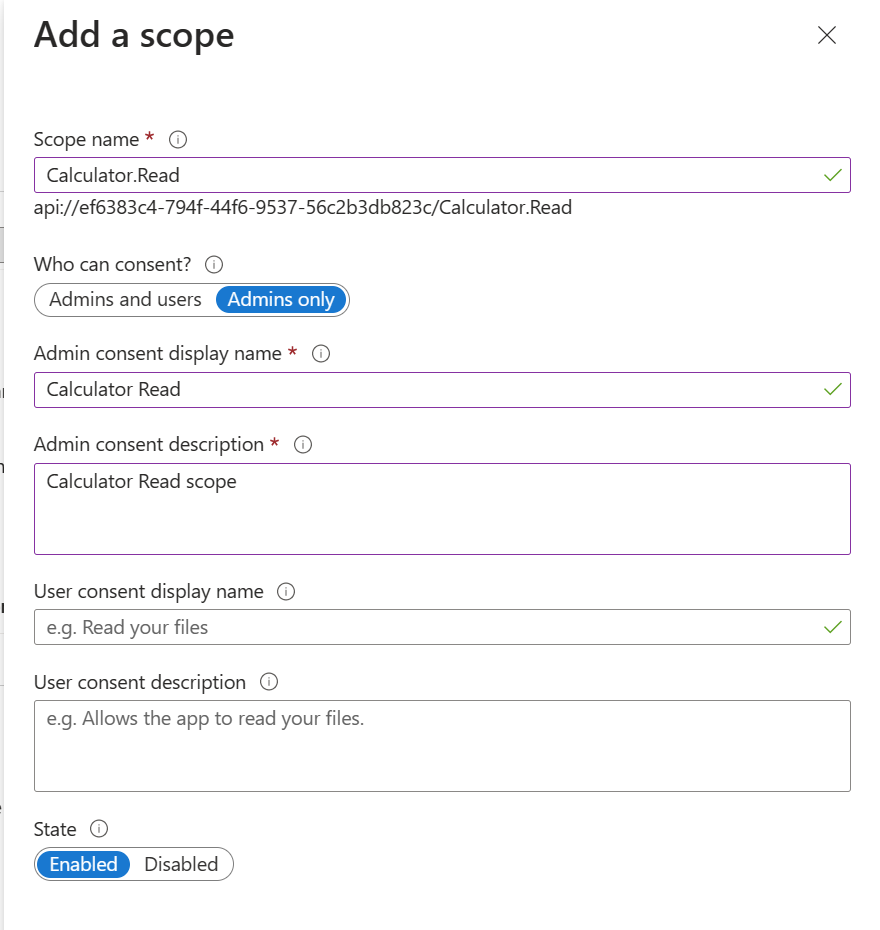 Add a scope
Scope name *
Calculator.Read
api://ef6383c4-794f-44f6-9537-56c2b3db823c/Calculator.Read
Who can consent?
Admins and users Admins only
Admin consent display name *
Calculator Read
Admin consent description *
Calculator Read scope
User consent display name
e.g. Read your files
User consent description
e.g. Allows the app to read your files.
State
Enabled Disabled